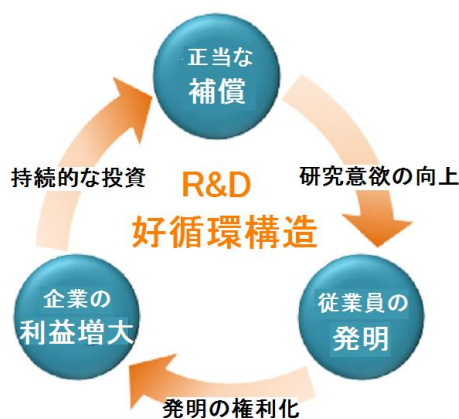 正当な
補償
持続的な投資
研究意欲の向上
R&D
好循環構造
企業の
利益増大
従業員の
発明
発明の権利化